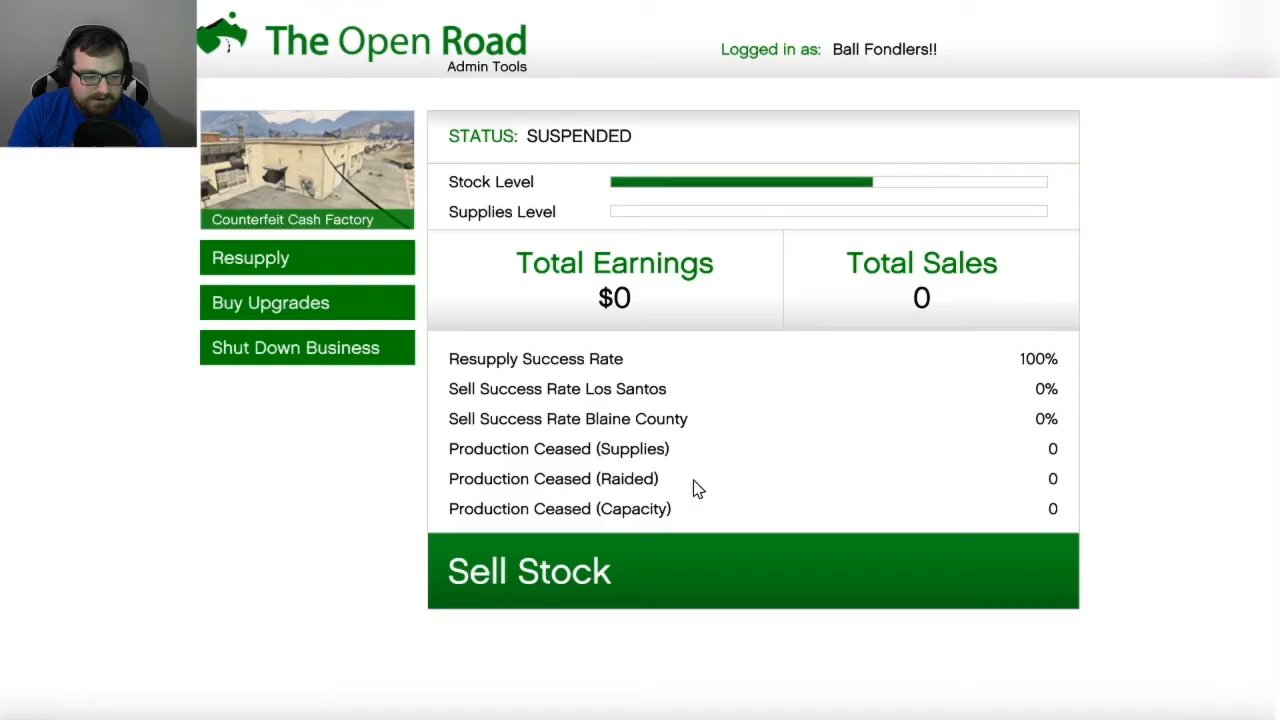 The Open Road
Admin Tools
Logged in as: Ball Fondlers!!
Counterfeit Cash Factory
Resupply
Buy Upgrades
Shut Down Business
STATUS: SUSPENDED
Stock Level
Supplies Level
Total Earnings
$0
Total Sales
0
Resupply Success Rate 100%
Sell Success Rate Los Santos 0%
Sell Success Rate Blaine County 0%
Production Ceased (Supplies) 0
Production Ceased (Raided) 0
Production Ceased (Capacity) 0
Sell Stock